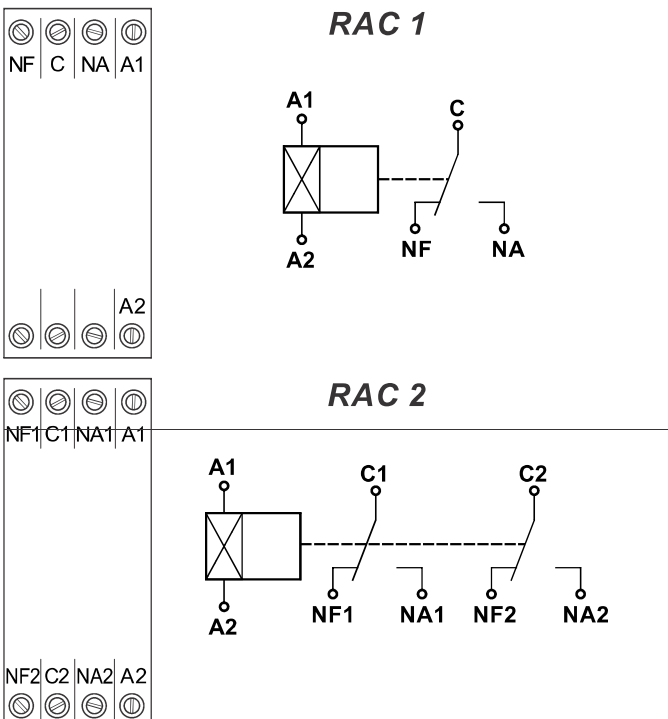 RAC 1
NF C NA A1
A1
C
A2
NF NA
A2
RAC 2
NF1 C1 NA1 A1
A1 C1 C2
A2
NF1 NA1 NF2 NA2
NF2 C2 NA2 A2